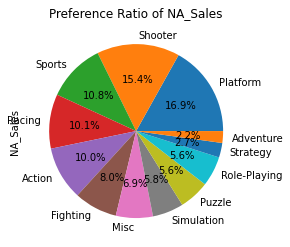 Preference Ratio of NA_Sales
Shooter
Sports
Platform
Racing
NA_Sales
Action
Fighting
Misc
Simulation
Puzzle
Role-Playing
Strategy
Adventure
15.4%
10.8%
16.9%
10.1%
10.0%
8.0%
6.9%
5.8%
5.6%
5.6%
2.7%
2.2%